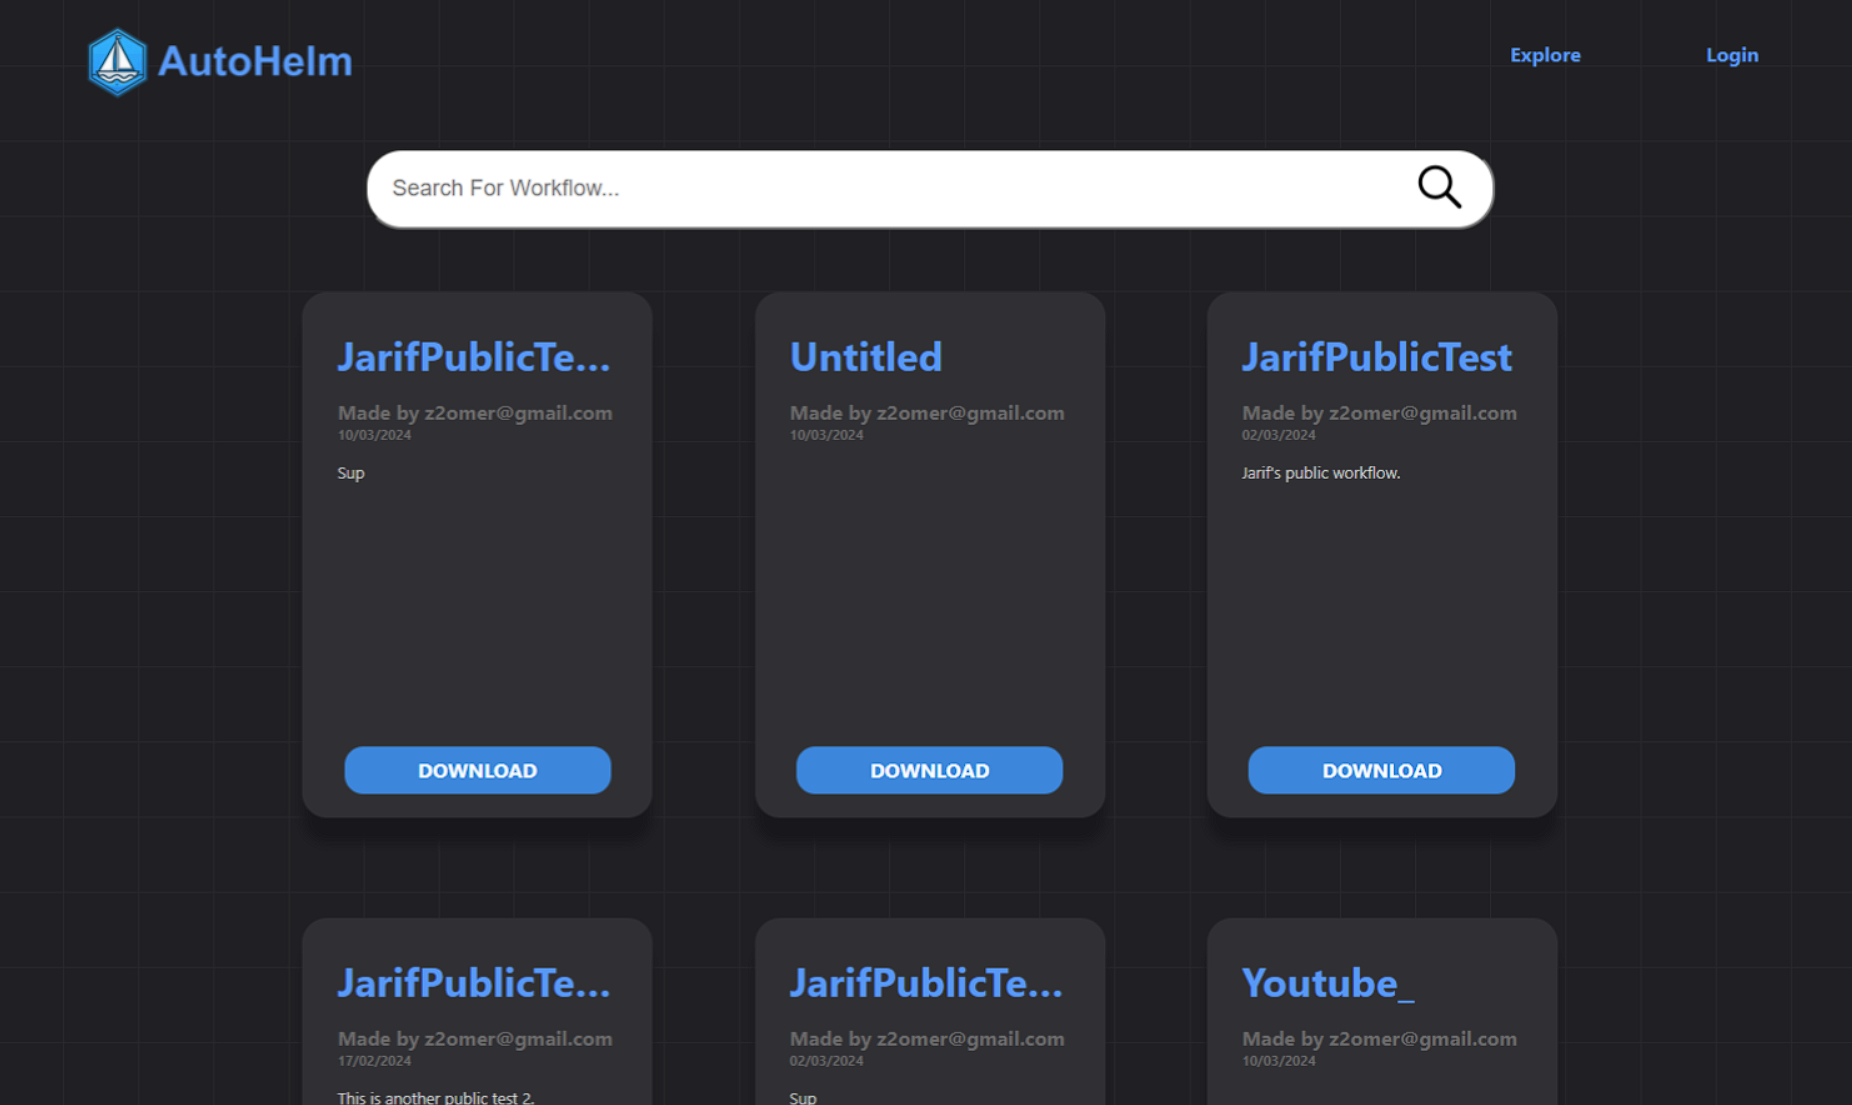 AutoHelm
Explore
Login
Search For Workflow...
JarifPublicTe...
Made by z2omer@gmail.com
10/03/2024
Sup
DOWNLOAD
Untitled
Made by z2omer@gmail.com
10/03/2024
DOWNLOAD
JarifPublicTest
Made by z2omer@gmail.com
02/03/2024
Jarif's public workflow.
DOWNLOAD
JarifPublicTe...
Made by z2omer@gmail.com
17/02/2024
This is another public test 2.
JarifPublicTe...
Made by z2omer@gmail.com
02/03/2024
Sup
Youtube_
Made by z2omer@gmail.com
10/03/2024